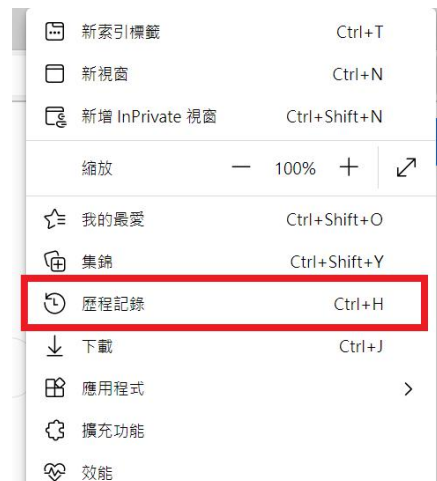 新索引標籤 Ctrl+T
新視窗 Ctrl+N
新增 InPrivate 視窗 Ctrl+Shift+N
縮放 — 100% +
我的最愛 Ctrl+Shift+O
集錦 Ctrl+Shift+Y
歷程記錄 Ctrl+H
下載 Ctrl+J
應用程式
擴充功能
效能